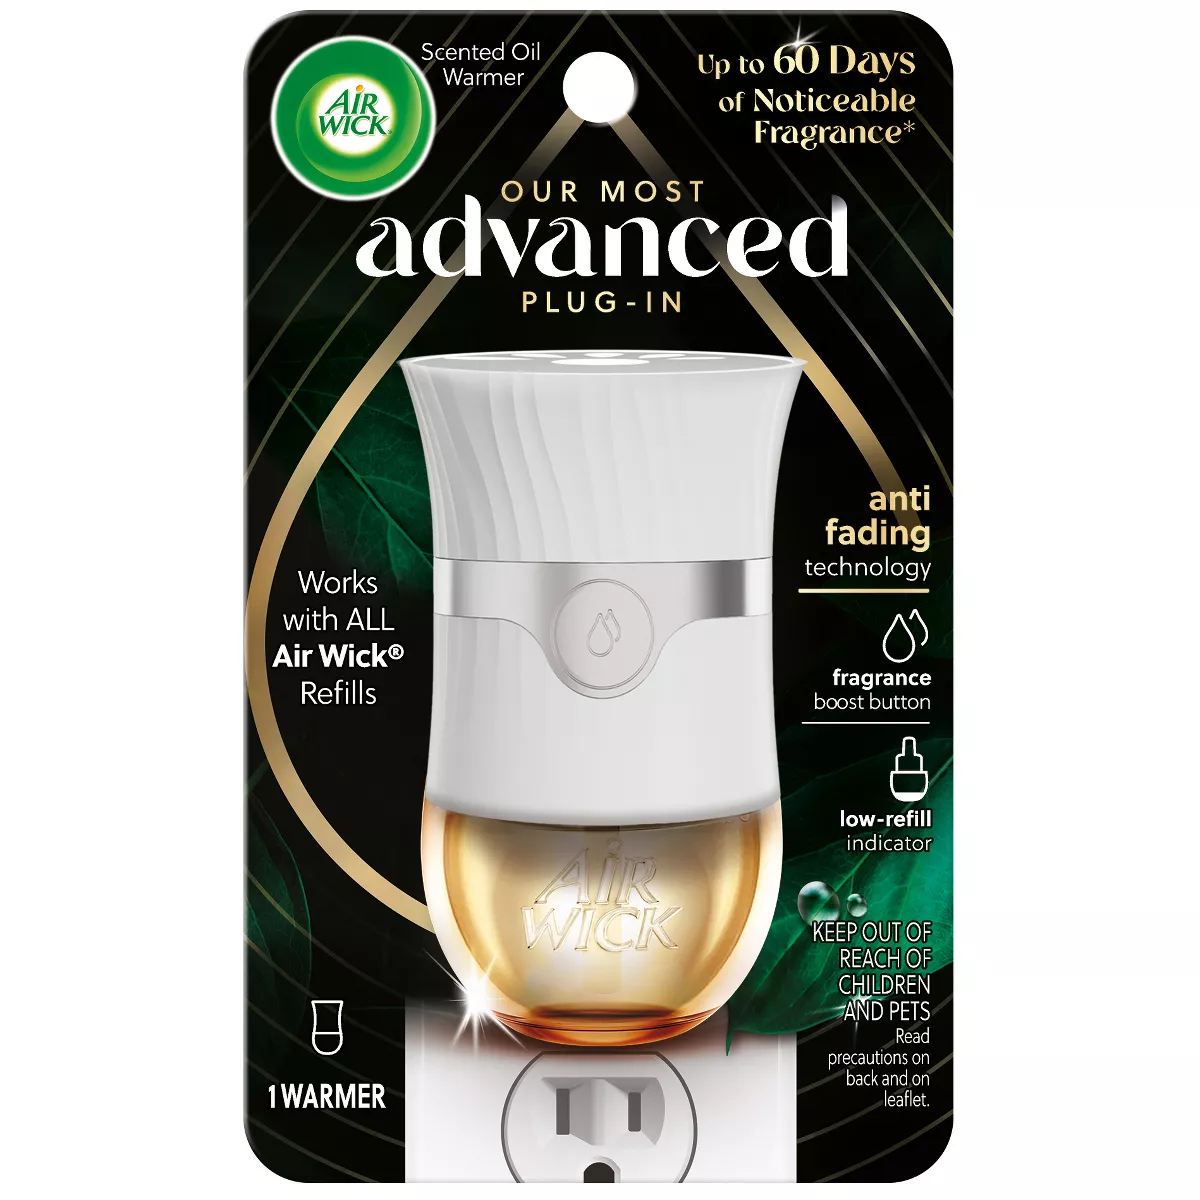 AiR
WICK
Scented Oil
Warmer
Up to 60 Days
of Noticeable
Fragrance*
OUR MOST
advanced
PLUG-IN
anti
fading
technology
Works
with ALL
Air Wick®
Refills
fragrance
boost button
low-refill
indicator
AiR
WICK
KEEP OUT OF
REACH OF
CHILDREN
AND PETS
Read
precautions on
back and on
leaflet.
1 WARMER